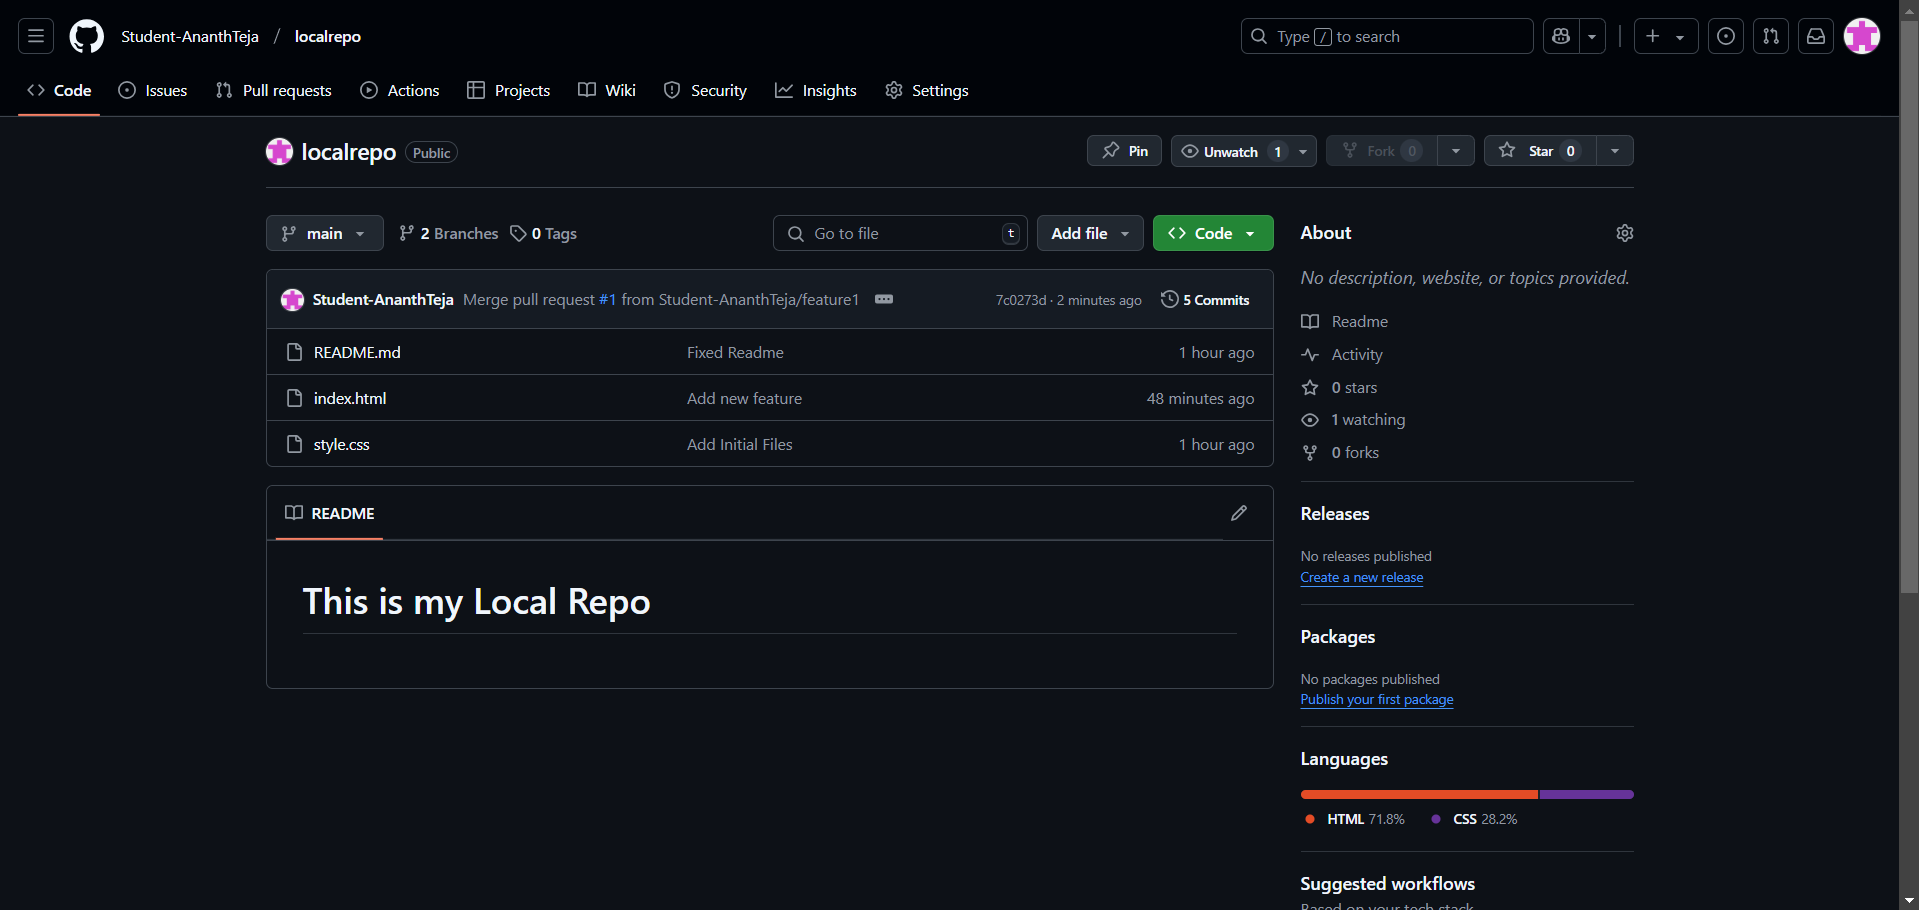 Student-AnanthTeja / localrepo
Type / to search
Code Issues Pull requests Actions Projects Wiki Security Insights Settings
localrepo Public
Pin Unwatch 1 Fork 0 Star 0
main 2 Branches 0 Tags
Go to file t
Add file
Code
Student-AnanthTeja Merge pull request #1 from Student-AnanthTeja/feature1
7c0273d · 2 minutes ago 5 Commits
README.md Fixed Readme 1 hour ago
index.html Add new feature 48 minutes ago
style.css Add Initial Files 1 hour ago
README
This is my Local Repo
About
No description, website, or topics provided.
Readme
Activity
0 stars
1 watching
0 forks
Releases
No releases published
Create a new release
Packages
No packages published
Publish your first package
Languages
HTML 71.8% CSS 28.2%
Suggested workflows
Based on your tech stack